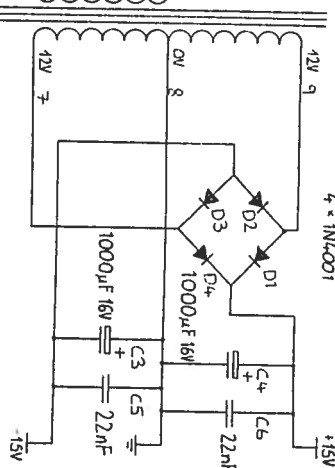 4 × 1N4001
12V
9
0V
8
12V
7
D2
D1
D3
D4
1000µF 16V
C4
C6
22nF
+15V
1000µF 16V
C3
C5
22nF
-15V
+
+